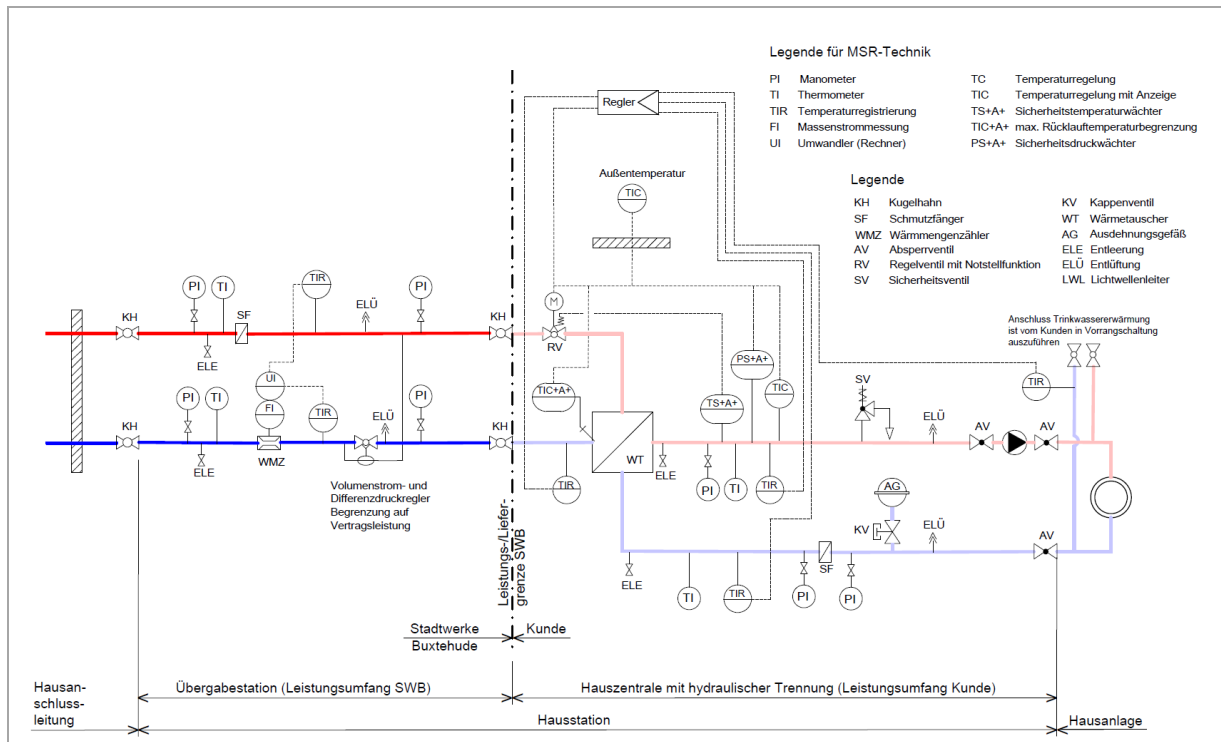 Legende für MSR-Technik
PI Manometer
TI Thermometer
TIR Temperaturregistrierung
FI Massenstrommessung
UI Umwandler (Rechner)
TC Temperaturregelung
TIC Temperaturregelung mit Anzeige
TS+A+ Sicherheitstemperaturwächter
TIC+A+ max. Rücklauftemperaturbegrenzung
PS+A+ Sicherheitsdruckwächter
Legende
KH Kugelhahn
SF Schmutzfänger
WMZ Wärmmengenzähler
AV Absperrventil
RV Regelventil mit Notstellfunktion
SV Sicherheitsventil
KV Kappenventil
WT Wärmetauscher
AG Ausdehnungsgefäß
ELE Entleerung
ELÜ Entlüftung
LWL Lichtwellenleiter
Regler
Außentemperatur
TIC
PI
TI
TIR
PI
KH
SF
ELÜ
KH
ELE
M
RV
UI
FI
PI
TI
TIR
ELÜ
PI
KH
KH
ELE
WMZ
Volumenstrom- und
Differenzdruckregler
Begrenzung auf
Vertragsleistung
TIC+A+
TS+A+
PS+A+
TIC
SV
ELÜ
AV
AV
Anschluss Trinkwassererwärmung
ist vom Kunden in Vorrangschaltung
auszuführen
TIR
WT
ELE
TIR
PI
TI
TIR
AG
KV
ELÜ
AV
ELE
TI
TIR
PI
SF
PI
Leistungs-/Liefer-
grenze SWB
Stadtwerke
Buxtehude
Kunde
Hausan-
schluss-
leitung
Übergabestation (Leistungsumfang SWB)
Hauszentrale mit hydraulischer Trennung (Leistungsumfang Kunde)
Hausstation
Hausanlage